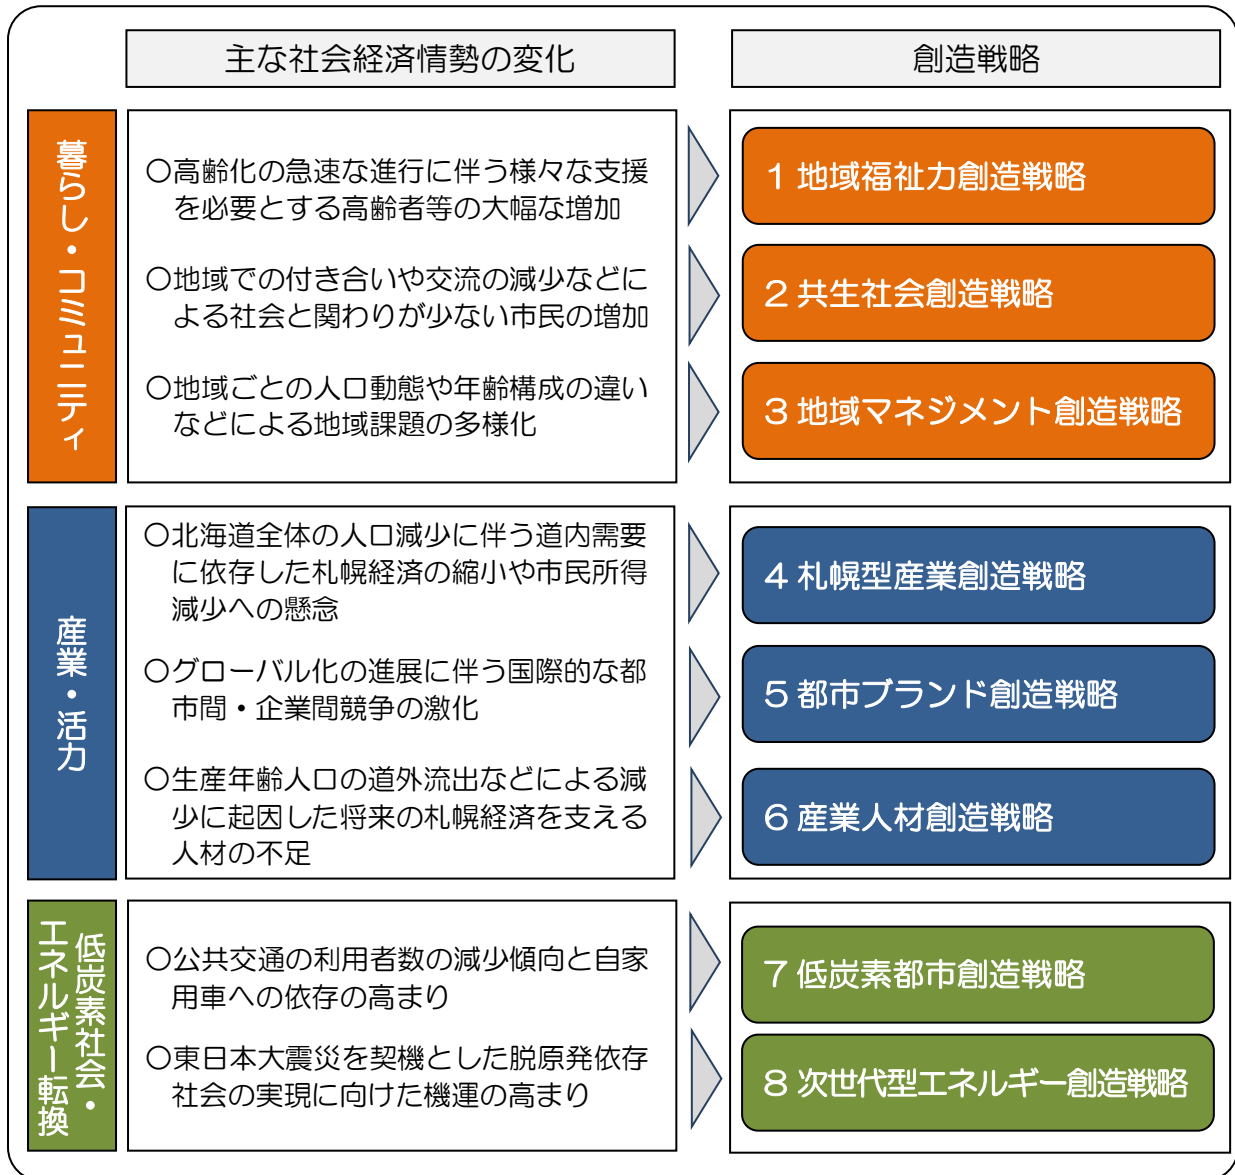 主な社会経済情勢の変化
創造戦略
暮らし・コミュニティ
〇高齢化の急速な進行に伴う様々な支援
を必要とする高齢者等の大幅な増加
〇地域での付き合いや交流の減少などに
よる社会と関わりが少ない市民の増加
〇地域ごとの人口動態や年齢構成の違い
などによる地域課題の多様化
1 地域福祉力創造戦略
2 共生社会創造戦略
3 地域マネジメント創造戦略
産業・活力
〇北海道全体の人口減少に伴う道内需要
に依存した札幌経済の縮小や市民所得
減少への懸念
〇グローバル化の進展に伴う国際的な都
市間・企業間競争の激化
〇生産年齢人口の道外流出などによる減
少に起因した将来の札幌経済を支える
人材の不足
4 札幌型産業創造戦略
5 都市ブランド創造戦略
6 産業人材創造戦略
低炭素社会・
エネルギー転換
〇公共交通の利用者数の減少傾向と自家
用車への依存の高まり
〇東日本大震災を契機とした脱原発依存
社会の実現に向けた機運の高まり
7 低炭素都市創造戦略
8 次世代型エネルギー創造戦略